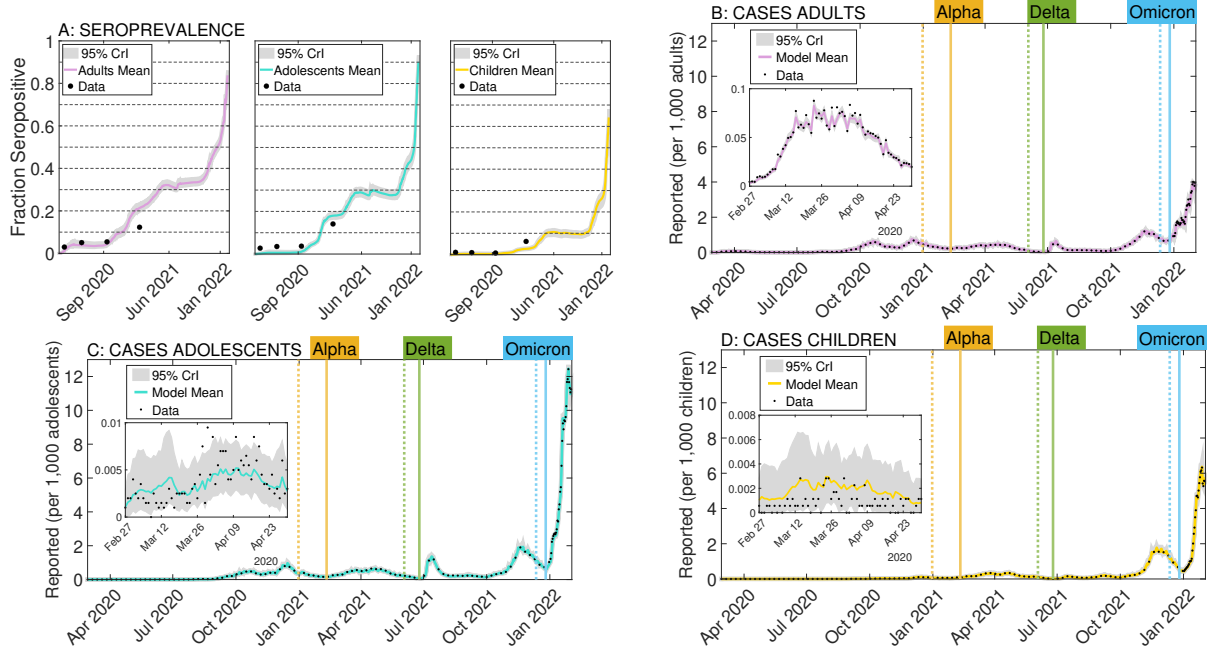 A: SEROPREVALENCE
Fraction Seropositive
1
0.8
0.6
0.4
0.2
0
95% CrI
Adults Mean
Data
Sep 2020
Jun 2021
Jan 2022
95% CrI
Adolescents Mean
Data
Sep 2020
Jun 2021
Jan 2022
95% CrI
Children Mean
Data
Sep 2020
Jun 2021
Jan 2022
B: CASES ADULTS
Alpha
Delta
Omicron
Reported (per 1,000 adults)
12
10
8
6
4
2
0
95% CrI
Model Mean
Data
0.1
0.05
0
Feb 27
Mar 12
Mar 26
Apr 09
Apr 23
2020
Apr 2020
Jul 2020
Oct 2020
Jan 2021
Apr 2021
Jul 2021
Oct 2021
Jan 2022
C: CASES ADOLESCENTS
Alpha
Delta
Omicron
Reported (per 1,000 adolescents)
12
10
8
6
4
2
0
95% CrI
Model Mean
Data
0.01
0.005
0
Feb 27
Mar 12
Mar 26
Apr 09
Apr 23
2020
Apr 2020
Jul 2020
Oct 2020
Jan 2021
Apr 2021
Jul 2021
Oct 2021
Jan 2022
D: CASES CHILDREN
Alpha
Delta
Omicron
Reported (per 1,000 children)
12
10
8
6
4
2
0
95% CrI
Model Mean
Data
0.008
0.006
0.004
0.002
0
Feb 27
Mar 12
Mar 26
Apr 09
Apr 23
2020
Apr 2020
Jul 2020
Oct 2020
Jan 2021
Apr 2021
Jul 2021
Oct 2021
Jan 2022